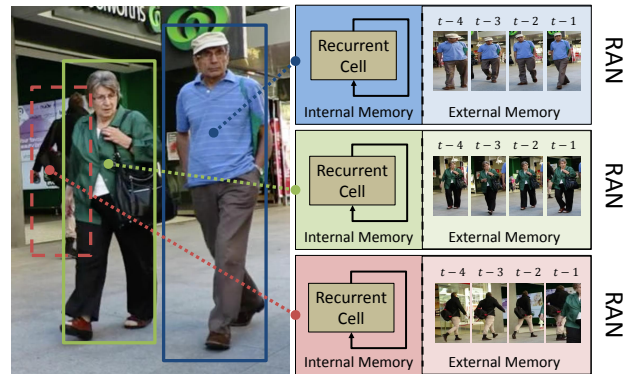 oolworths
Recurrent
Cell
Internal Memory
t−4 t−3 t−2 t−1
External Memory
RAN
Recurrent
Cell
Internal Memory
t−4 t−3 t−2 t−1
External Memory
RAN
Recurrent
Cell
Internal Memory
t−4 t−3 t−2 t−1
External Memory
RAN